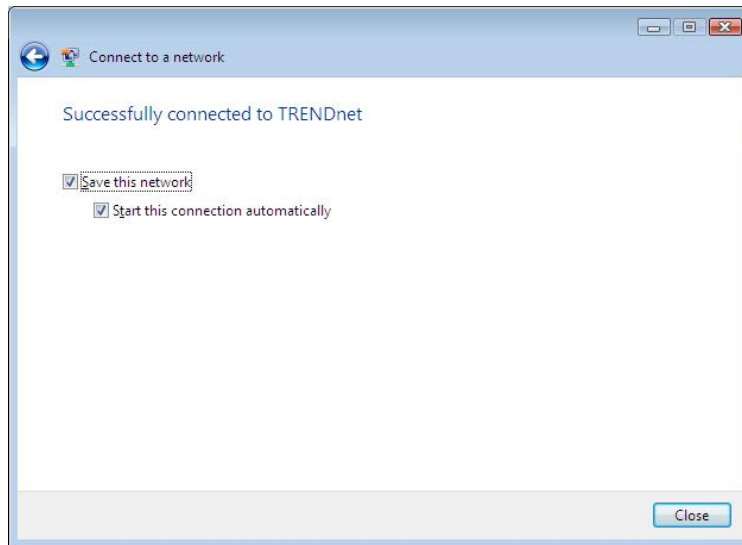 Connect to a network
Successfully connected to TRENDnet
Save this network
Start this connection automatically
Close